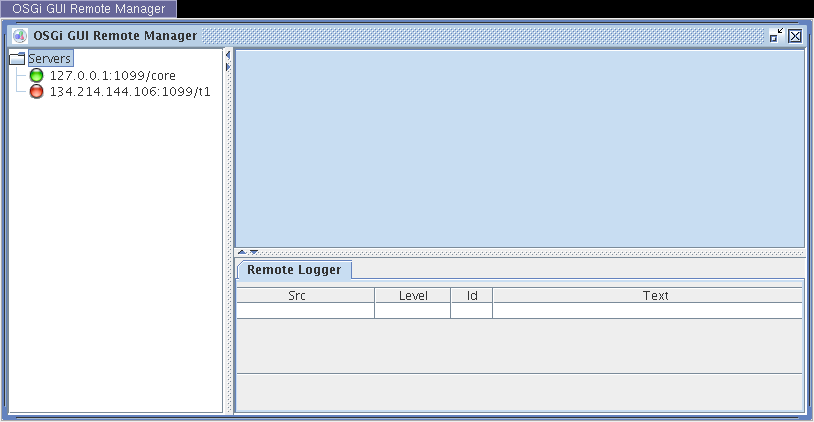 OSGi GUI Remote Manager
OSGi GUI Remote Manager
Servers
127.0.0.1:1099/core
134.214.144.106:1099/t1
Remote Logger
Src Level Id Text